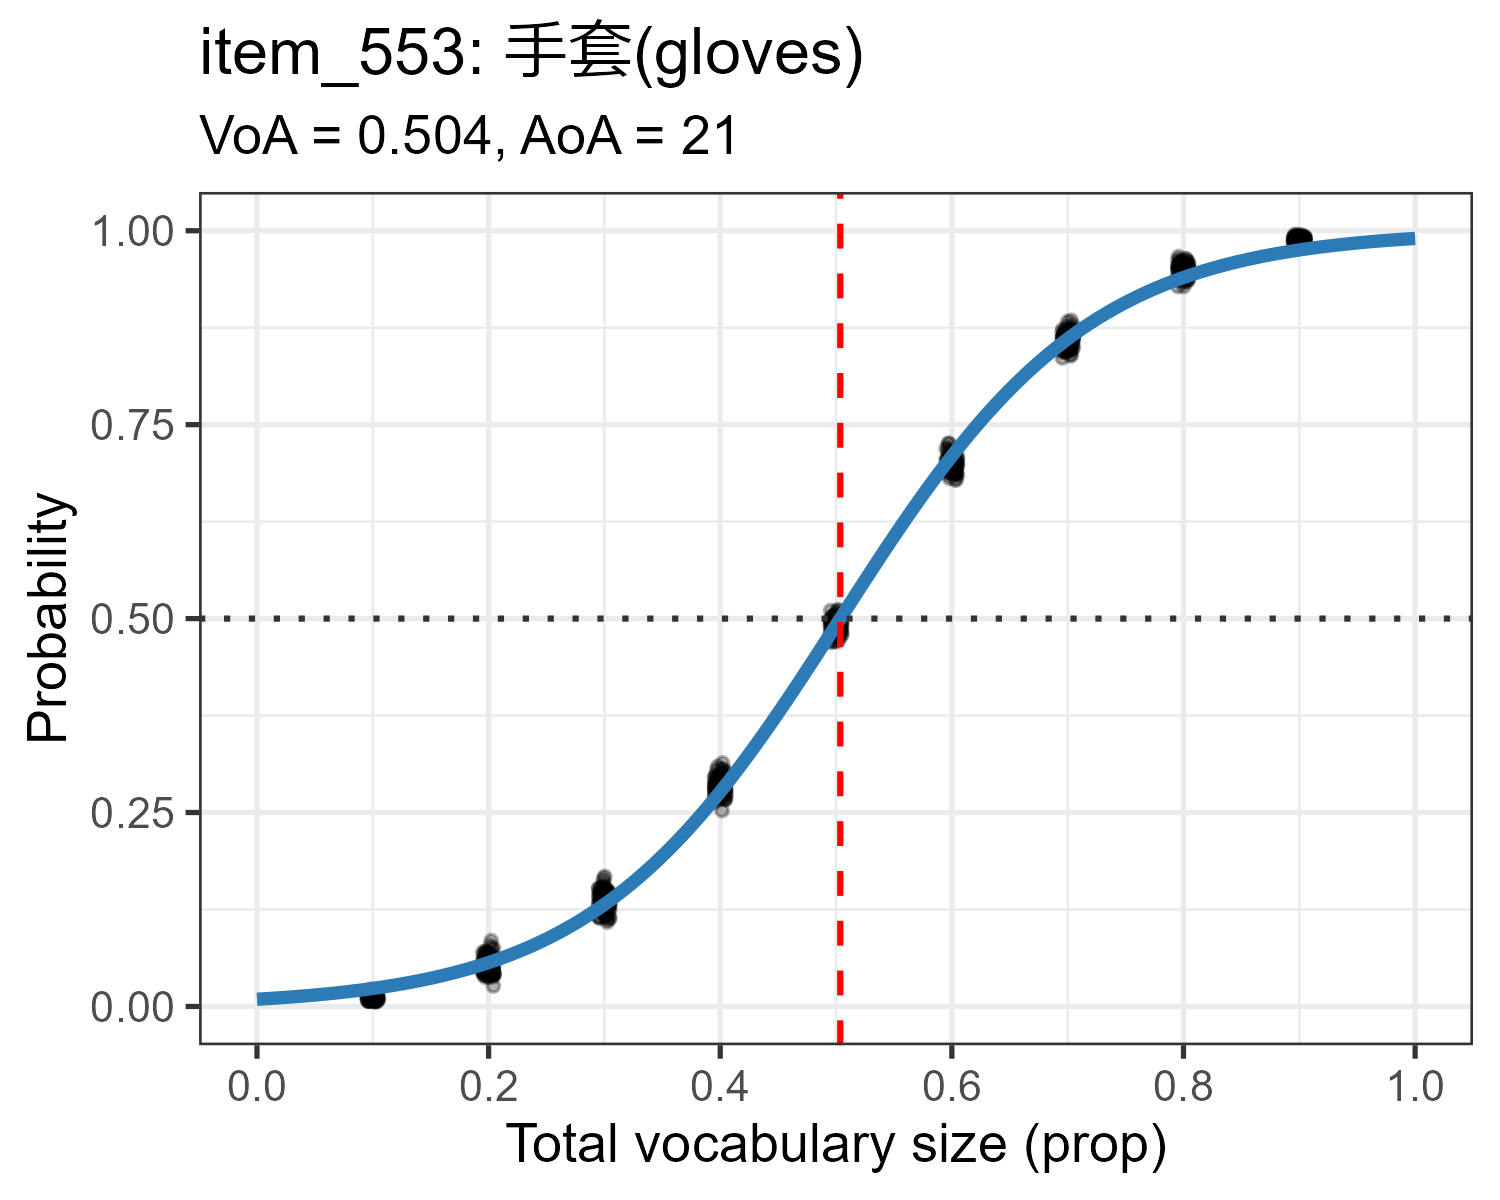 item_553: 手套(gloves)
VoA = 0.504, AoA = 21
Probability
1.00
0.75
0.50
0.25
0.00
0.0 0.2 0.4 0.6 0.8 1.0
Total vocabulary size (prop)